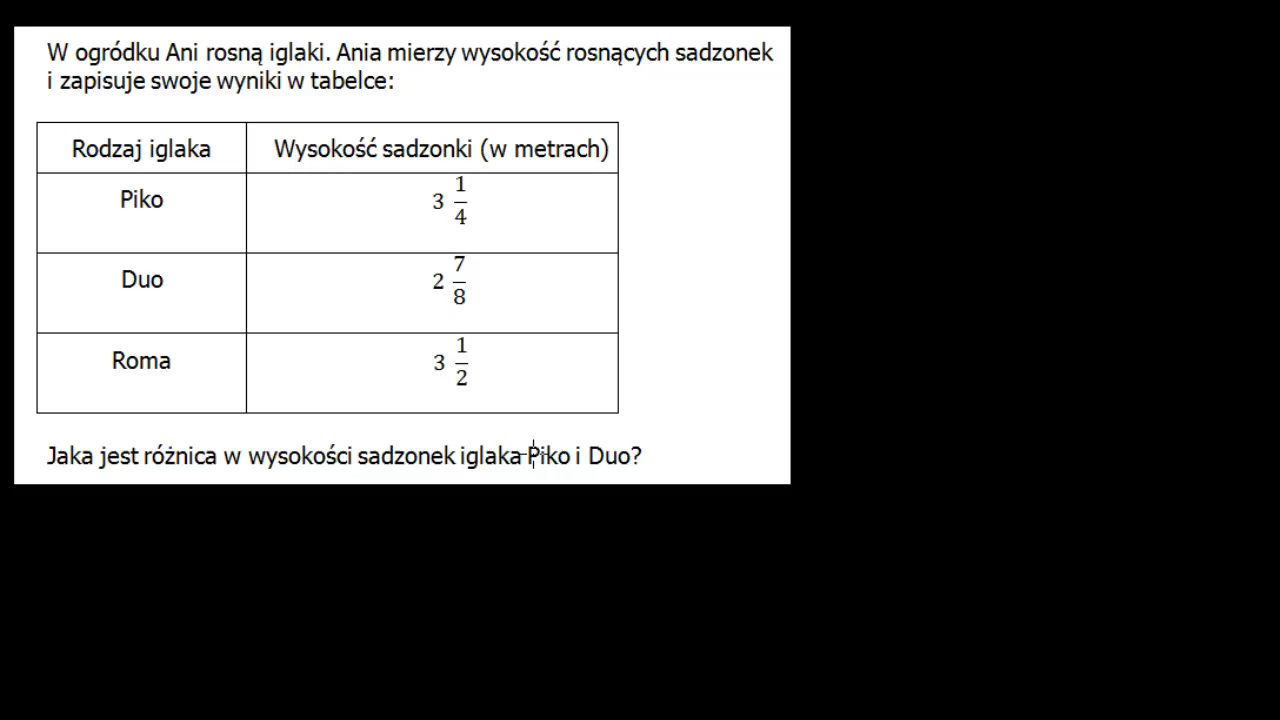 W ogródku Ani rosną iglaki. Ania mierzy wysokość rosnących sadzonek
i zapisuje swoje wyniki w tabelce:
Rodzaj iglaka Wysokość sadzonki (w metrach)
Piko 3 1/4
Duo 2 7/8
Roma 3 1/2
Jaka jest różnica w wysokości sadzonek iglaka Piko i Duo?